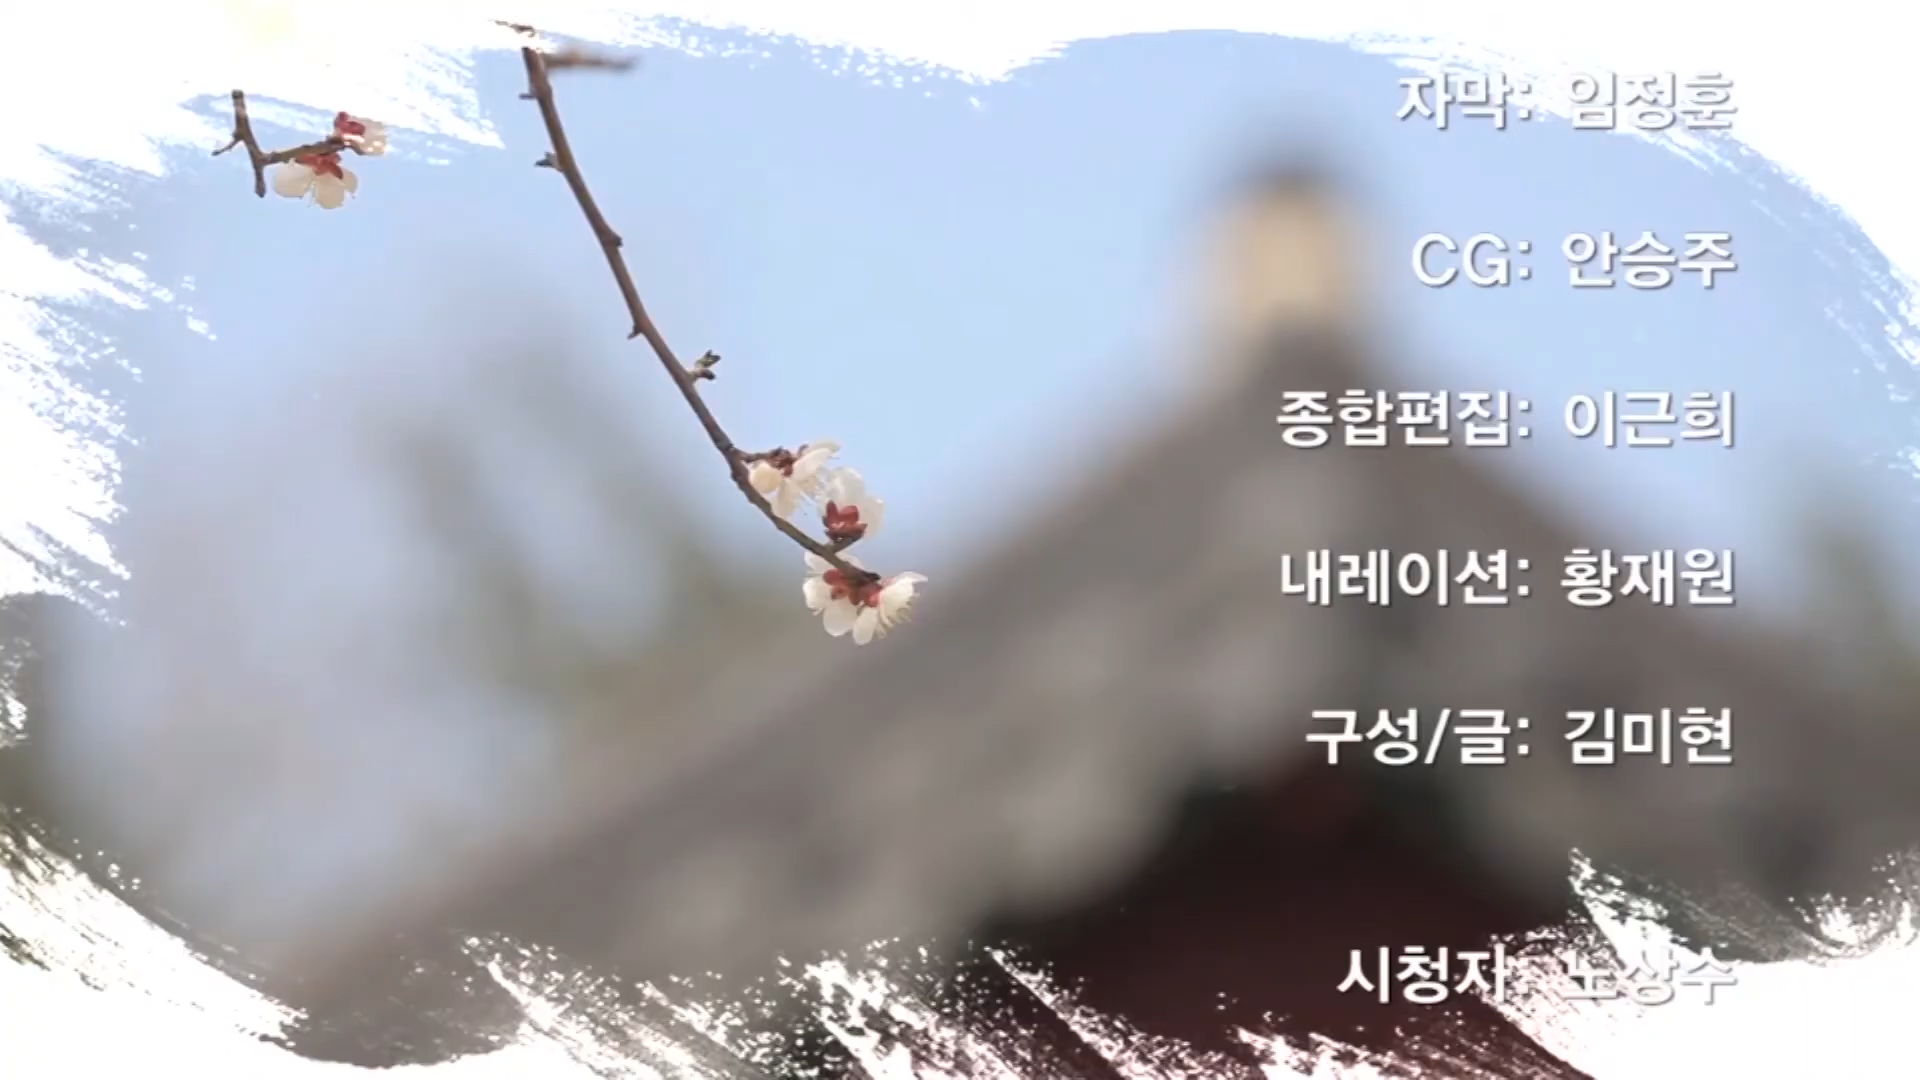 자막: 임정훈
CG: 안승주
종합편집: 이근희
내레이션: 황재원
구성/글: 김미현
시청자: 노상수